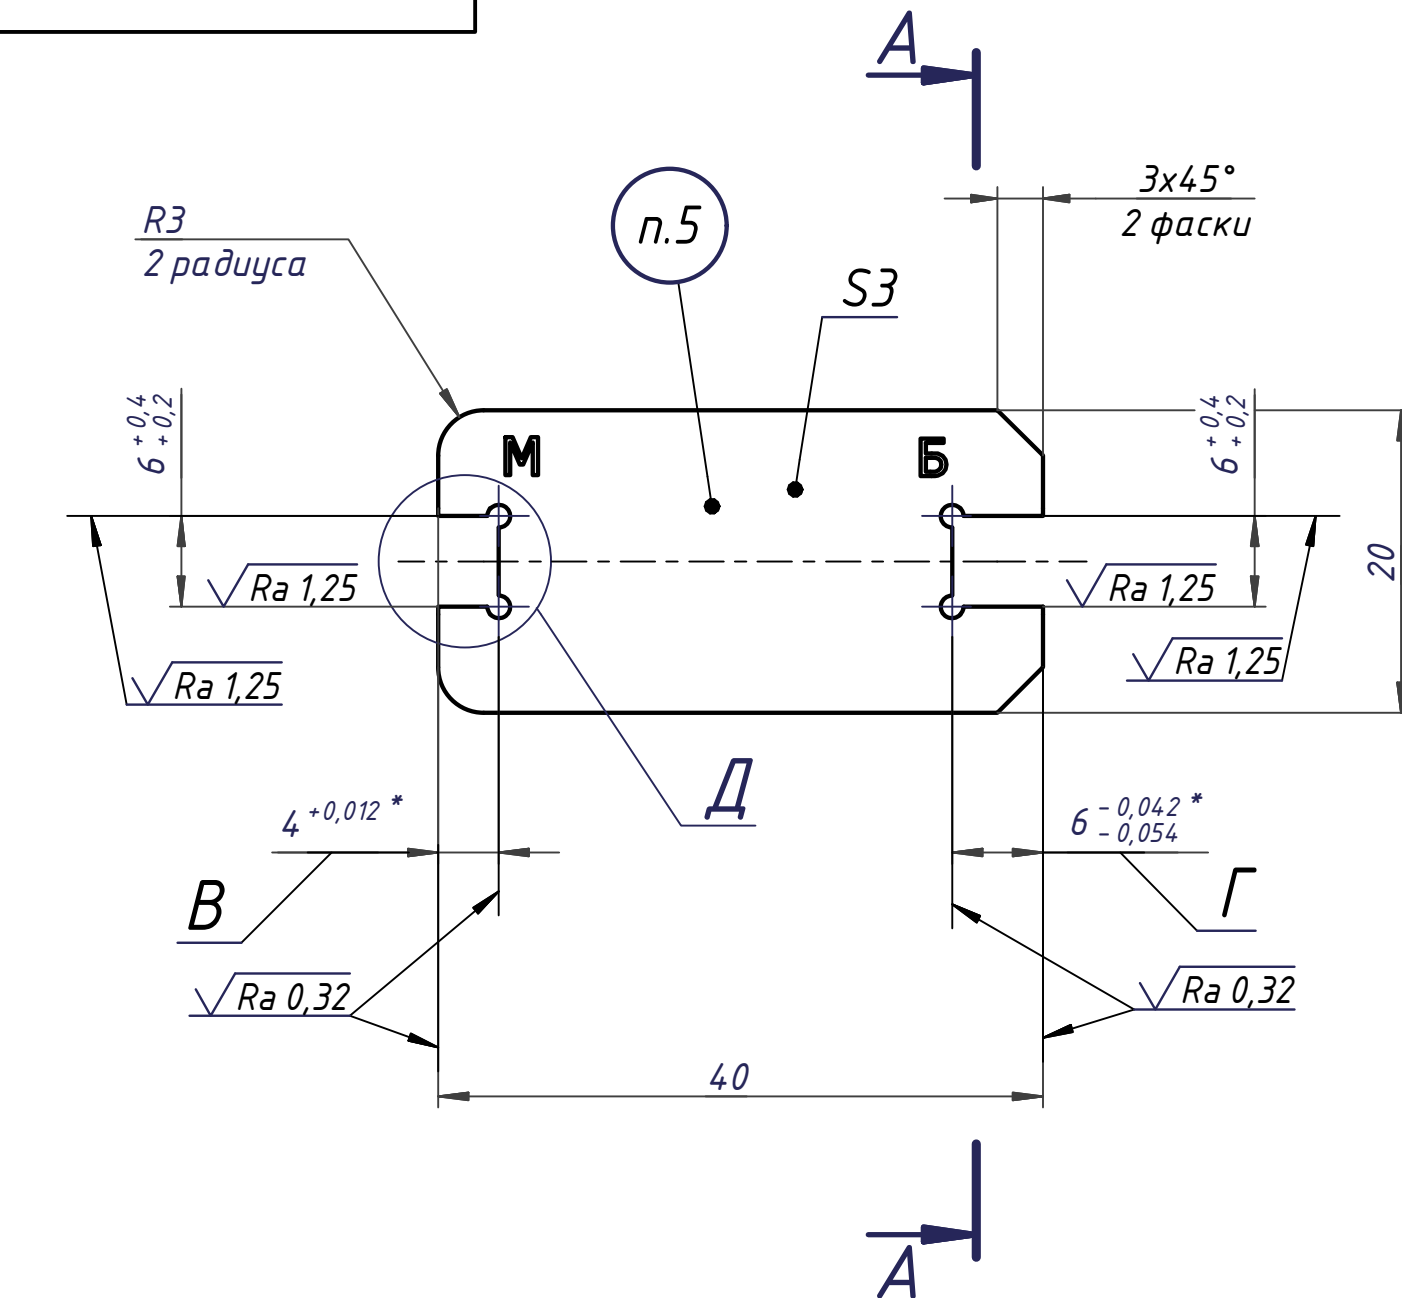 А
3x45°
2 фаски
п.5
R3
2 радиуса
S3
6 +0,4
+0,2
6 +0,4
+0,2
М
Б
20
Ra 1,25
Ra 1,25
Ra 1,25
Ra 1,25
Д
4 +0,012 *
6 -0,042 *
-0,054
В
Г
Ra 0,32
Ra 0,32
40
А